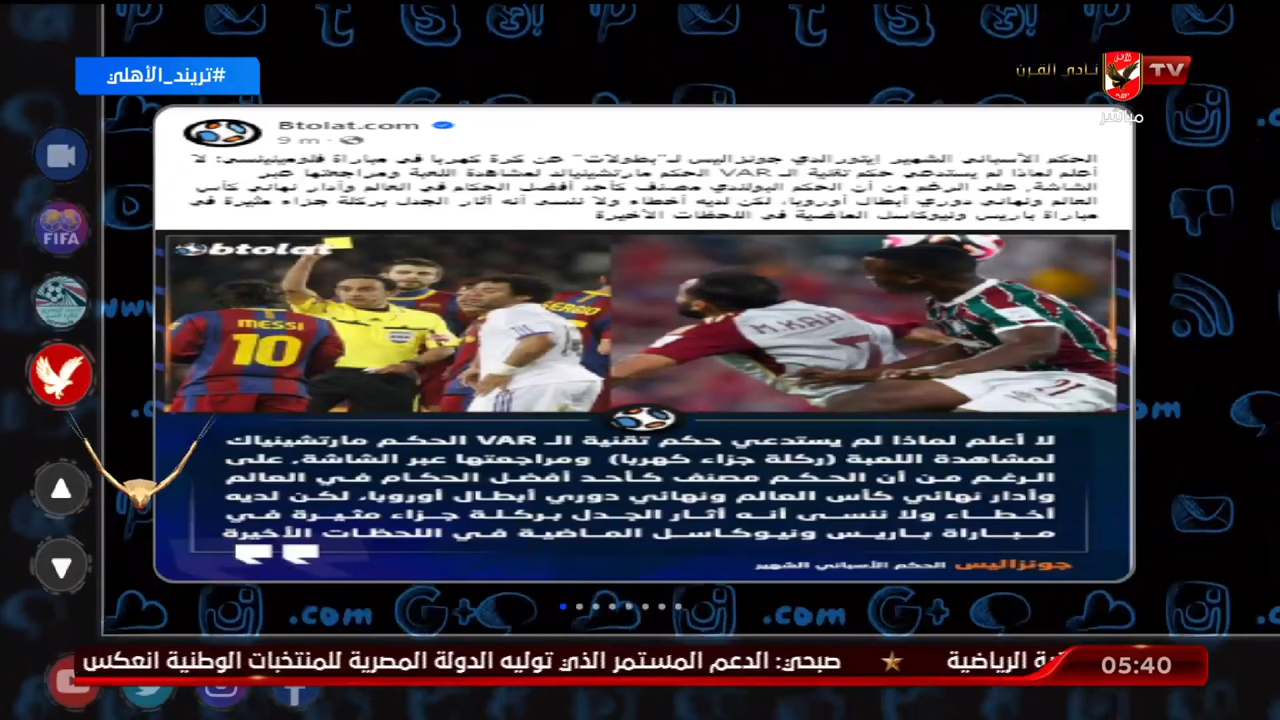 #تريند_الأهلي
نادي القرن
TV
مباشر
Btolat.com
9 m
الحكم الأسباني الشهير إيتورالدي جونزاليس لـ"بطولات" عن كرة كهربا في مباراة فلومينينسي: لا
أعلم لماذا لم يستدعي حكم تقنية الـ VAR الحكم مارتشينياك لمشاهدة اللعبة ومراجعتها عبر
الشاشة، على الرغم من أن الحكم البولندي مصنف كأحد أفضل الحكام في العالم وأدار نهائي كأس
العالم ونهائي دوري أبطال أوروبا، لكن لديه أخطاء ولا ننسى أنه أثار الجدل بركلة جزاء مثيرة في
مباراة باريس ونيوكاسل الماضية في اللحظات الأخيرة
btolat
MESSI
10
SERGIO
M.KAH
7
21
FIFA
www
لا أعلم لماذا لم يستدعي حكم تقنية الـ VAR الحكم مارتشينياك
لمشاهدة اللعبة (ركلة جزاء كهربا) ومراجعتها عبر الشاشة، على
الرغم من أن الحكم مصنف كأحد أفضل الحكام في العالم
وأدار نهائي كأس العالم ونهائي دوري أبطال أوروبا، لكن لديه
أخطاء ولا ننسى أنه أثار الجدل بركلة جزاء مثيرة في
مباراة باريس ونيوكاسل الماضية في اللحظات الأخيرة
جونزاليس الحكم الأسباني الشهير
.com
.com
الرياضية ★ صبحي: الدعم المستمر الذي توليه الدولة المصرية للمنتخبات الوطنية انعكس
05:40